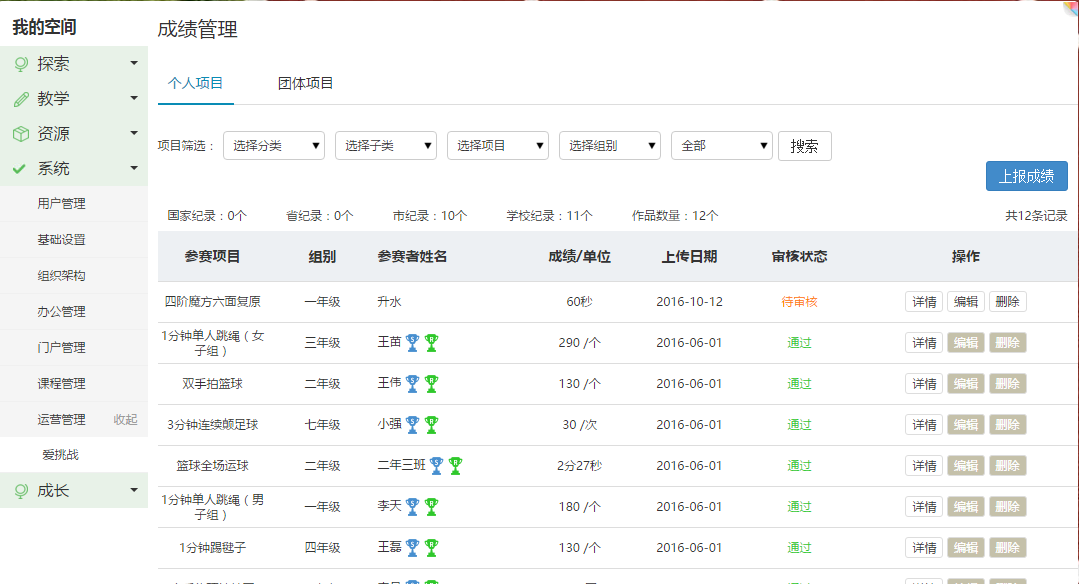 我的空间
探索
教学
资源
系统
用户管理
基础设置
组织架构
办公管理
门户管理
课程管理
运营管理 收起
爱挑战
成长
成绩管理
个人项目 团体项目
项目筛选： 选择分类 选择子类 选择项目 选择组别 全部 搜索
上报成绩
国家纪录：0个 省纪录：0个 市纪录：10个 学校纪录：11个 作品数量：12个 共12条记录
参赛项目 组别 参赛者姓名 成绩/单位 上传日期 审核状态 操作
四阶魔方六面复原 一年级 升水 60秒 2016-10-12 待审核 详情 编辑 删除
1分钟单人跳绳（女
子组） 三年级 王苗 290 /个 2016-06-01 通过 详情 编辑 删除
双手拍篮球 二年级 王伟 130 /个 2016-06-01 通过 详情 编辑 删除
3分钟连续颠足球 七年级 小强 30 /次 2016-06-01 通过 详情 编辑 删除
篮球全场运球 二年级 二年三班 2分27秒 2016-06-01 通过 详情 编辑 删除
1分钟单人跳绳（男
子组） 一年级 李天 180 /个 2016-06-01 通过 详情 编辑 删除
1分钟踢毽子 四年级 王磊 130 /个 2016-06-01 通过 详情 编辑 删除